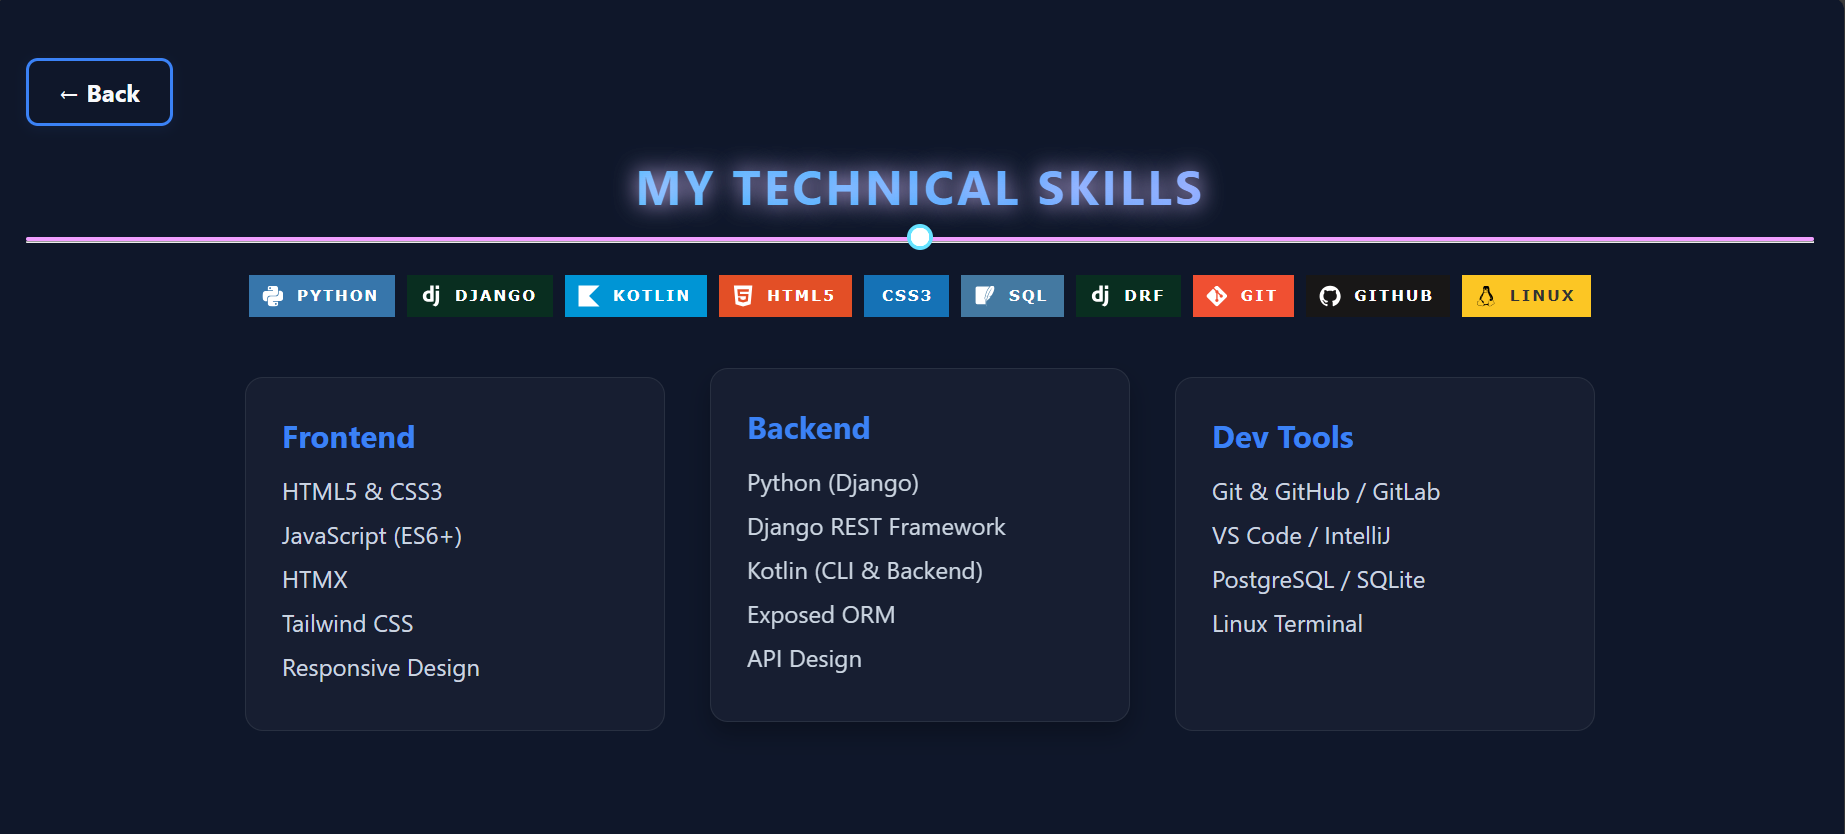 ← Back
MY TECHNICAL SKILLS
PYTHON DJANGO KOTLIN HTML5 CSS3 SQL DRF GIT GITHUB LINUX
Frontend
HTML5 & CSS3
JavaScript (ES6+)
HTMX
Tailwind CSS
Responsive Design
Backend
Python (Django)
Django REST Framework
Kotlin (CLI & Backend)
Exposed ORM
API Design
Dev Tools
Git & GitHub / GitLab
VS Code / IntelliJ
PostgreSQL / SQLite
Linux Terminal